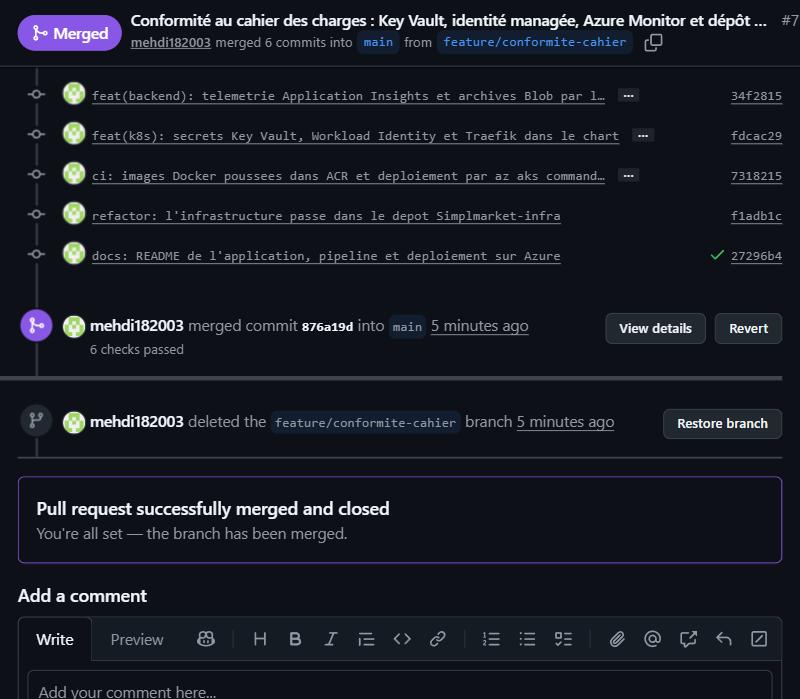 Merged
Conformité au cahier des charges : Key Vault, identité managée, Azure Monitor et dépôt ... #7
mehdi182003 merged 6 commits into main from feature/conformite-cahier
feat(backend): telemetrie Application Insights et archives Blob par l… ... 34f2815
feat(k8s): secrets Key Vault, Workload Identity et Traefik dans le chart ... fdcac29
ci: images Docker poussees dans ACR et deploiement par az aks command… ... 7318215
refactor: l'infrastructure passe dans le depot Simplmarket-infra f1adb1c
docs: README de l'application, pipeline et deploiement sur Azure 27296b4
mehdi182003 merged commit 876a19d into main 5 minutes ago View details Revert
6 checks passed
mehdi182003 deleted the feature/conformite-cahier branch 5 minutes ago Restore branch
Pull request successfully merged and closed
You're all set — the branch has been merged.
Add a comment
Write Preview
Add your comment here...